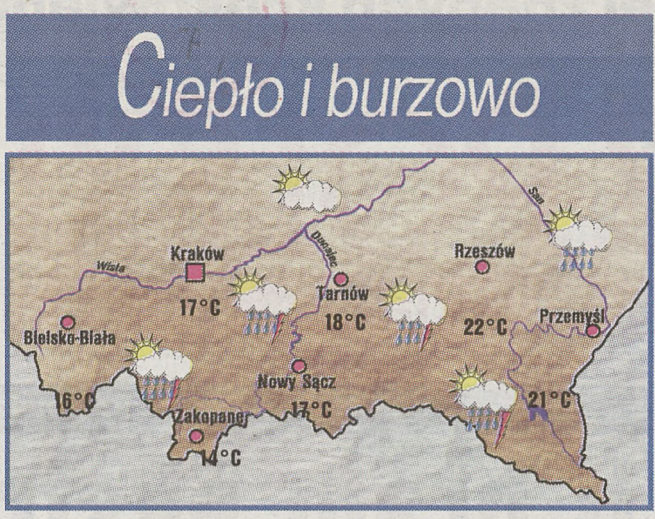 Ciepło i burzowo
San
Dunajec
Kraków
Rzeszów
Wisła
Tarnów
17°C
18°C
22°C
Przemyśl
Bielsko-Biała
Nowy Sącz
16°C
17°C
21°C
Zakopane
14°C